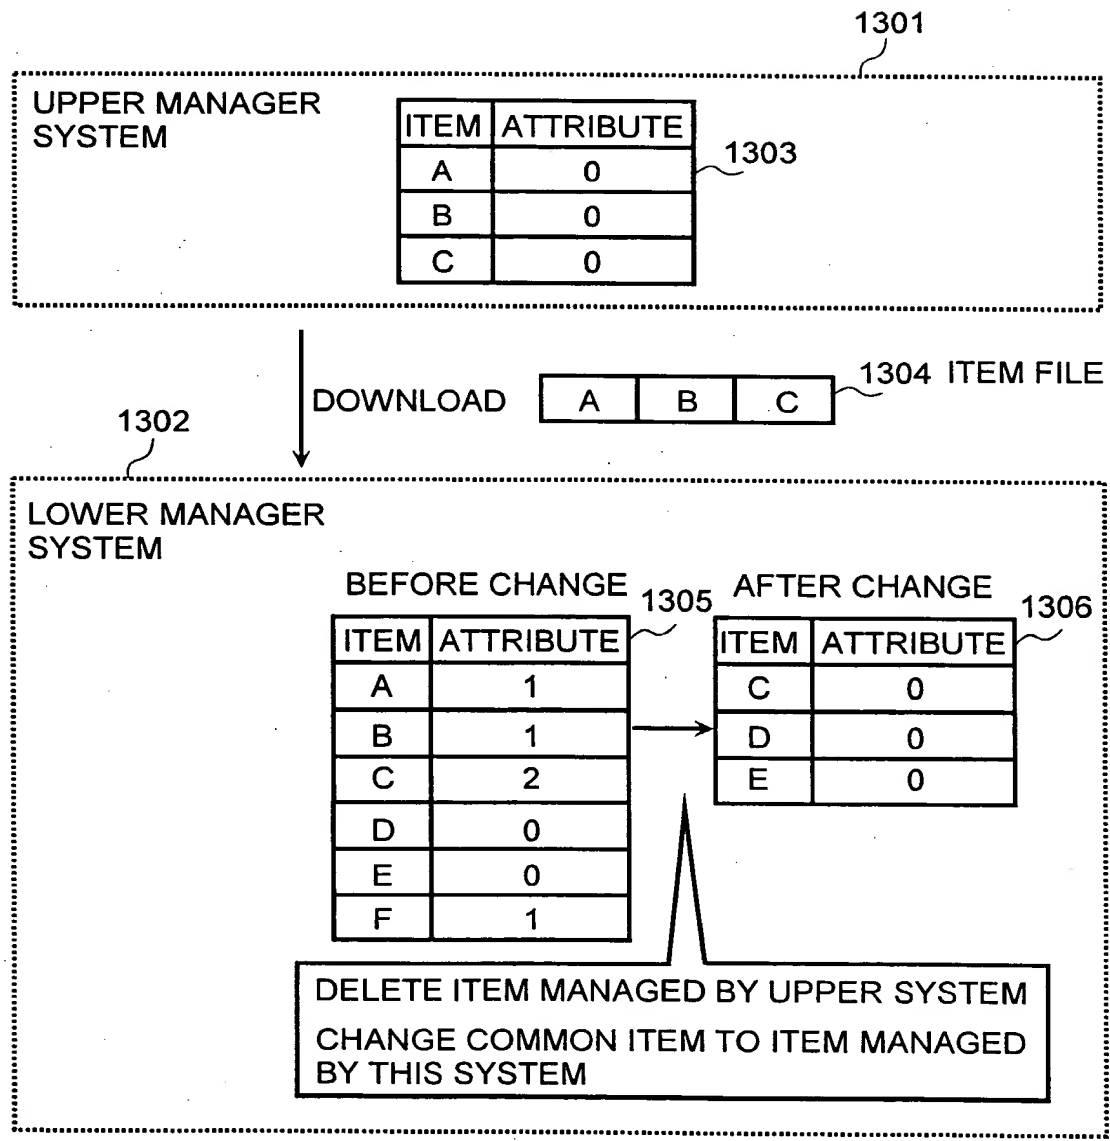 1301
UPPER MANAGER
SYSTEM
ITEM ATTRIBUTE
1303
A 0
B 0
C 0
DOWNLOAD
A B C
1304 ITEM FILE
1302
LOWER MANAGER
SYSTEM
BEFORE CHANGE
1305
ITEM ATTRIBUTE
A 1
B 1
C 2
D 0
E 0
F 1
AFTER CHANGE
1306
ITEM ATTRIBUTE
C 0
D 0
E 0
DELETE ITEM MANAGED BY UPPER SYSTEM
CHANGE COMMON ITEM TO ITEM MANAGED
BY THIS SYSTEM